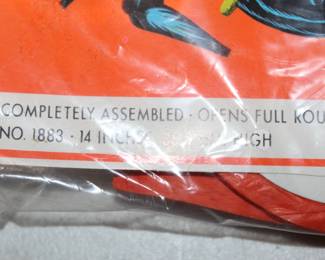 COMPLETELY ASSEMBLED · OPENS FULL ROU
NO. 1883 · 14 INCHES HIGH